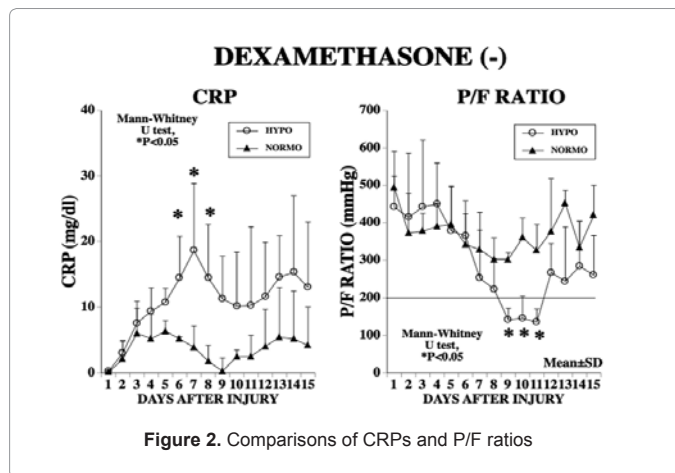 DEXAMETHASONE (-)
CRP
40
30
20
10
0
CRP (mg/dl)
Mann-Whitney
U test,
*P<0.05
HYPO
NORMO
*
*
*
1 2 3 4 5 6 7 8 9 10 11 12 13 14 15
DAYS AFTER INJURY
P/F RATIO
700
600
500
400
300
200
100
0
P/F RATIO (mmHg)
HYPO
NORMO
* * *
Mann-Whitney
U test,
*P<0.05
Mean±SD
1 2 3 4 5 6 7 8 9 10 11 12 13 14 15
DAYS AFTER INJURY
Figure 2. Comparisons of CRPs and P/F ratios